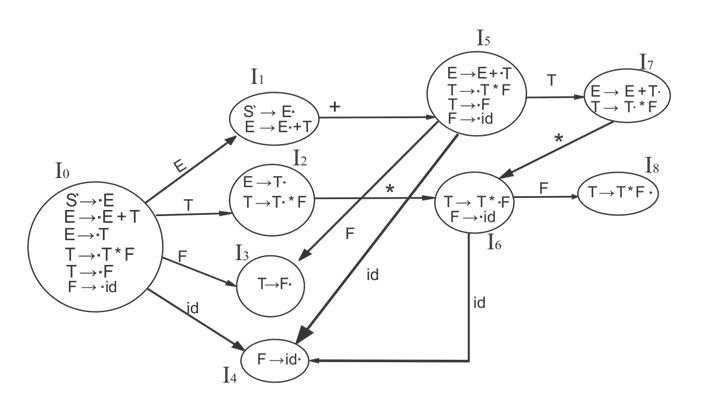 I0
S` →·E
E →·E + T
E →·T
T →·T * F
T →·F
F → ·id
E
T
F
id
I1
S` → E·
E → E·+T
+
I2
E →T·
T →T· * F
*
I3
T→F·
I4
F →id·
I5
E →E+·T
T →·T * F
T →·F
F →·id
T
F
id
I7
E → E +T·
T → T· *F
*
I6
T → T*·F
F →·id
F
id
I8
T→T*F ·